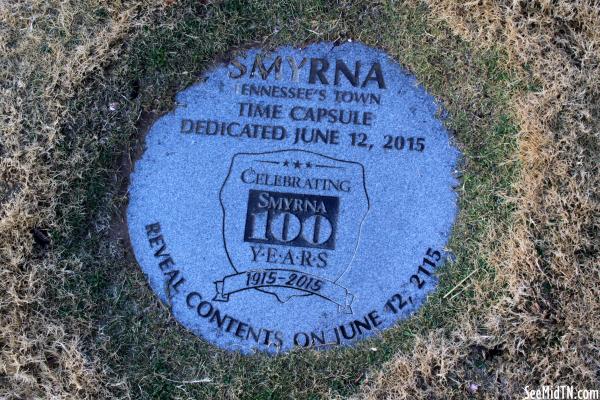 SMYRNA
TENNESSEE'S TOWN
TIME CAPSULE
DEDICATED JUNE 12, 2015
CELEBRATING
SMYRNA
100
Y·E·A·R·S
1915-2015
REVEAL CONTENTS ON JUNE 12, 2115
SeeMidTN.com